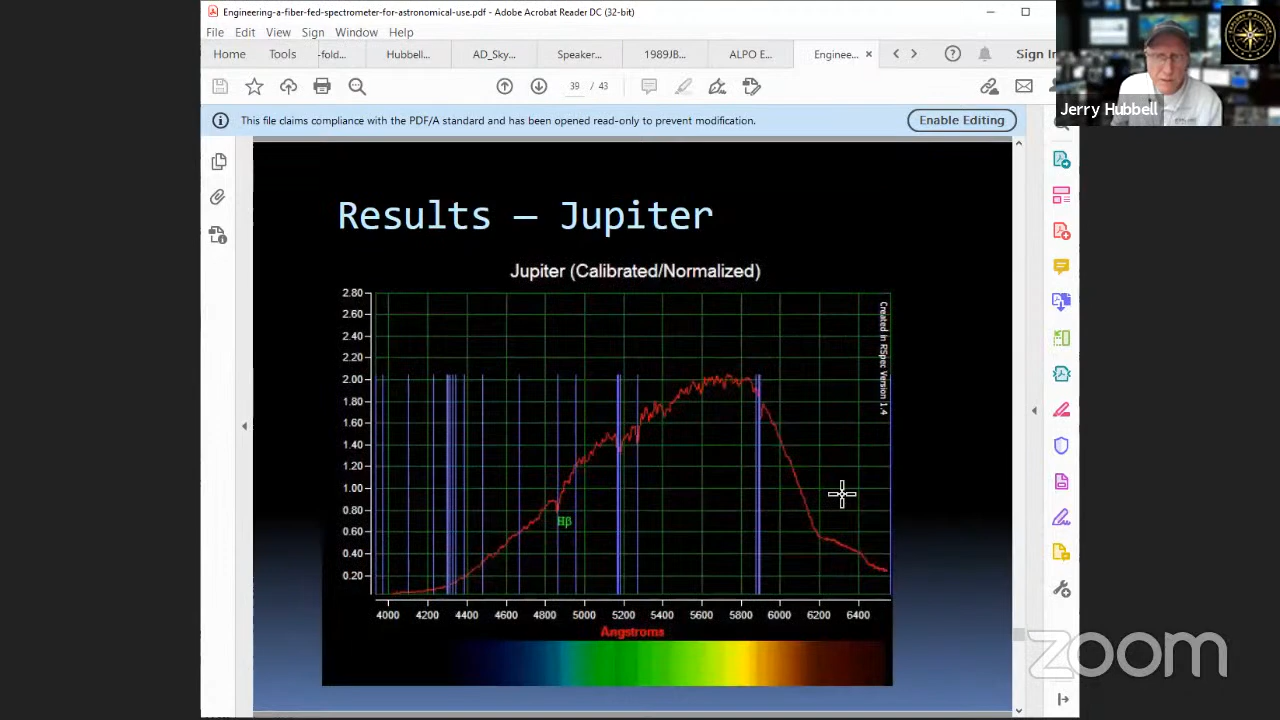 Engineering-a-fiber-fed-spectrometer-for-astronomical-use.pdf - Adobe Acrobat Reader DC (32-bit)
File Edit View Sign Window Help
Home Tools -fold... Hubbell... AD_Sky... Speaker... 1989JB... ALPO E... Enginee... × Sign In
39 / 43
This file claims compliance with the PDF/A standard and has been opened read-only to prevent modification.
Enable Editing
Jerry Hubbell
Results — Jupiter
Jupiter (Calibrated/Normalized)
2.80
2.60
2.40
2.20
2.00
1.80
1.60
1.40
1.20
1.00
0.80
0.60
0.40
0.20
Created in RSpec Version 1.4
Hβ
4000 4200 4400 4600 4800 5000 5200 5400 5600 5800 6000 6200 6400
Angstroms
zoom